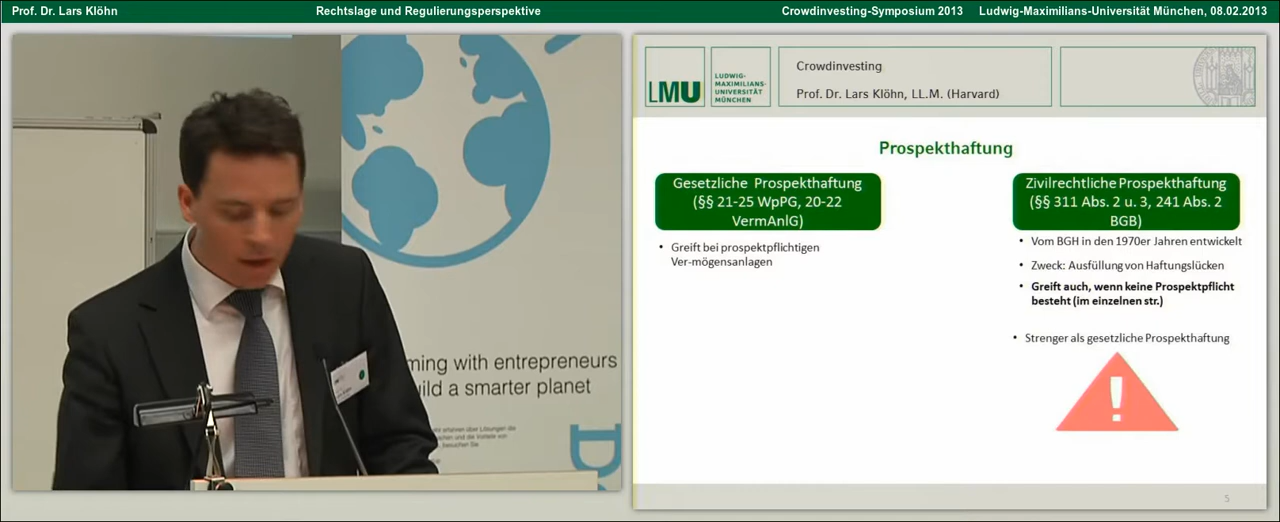 Prof. Dr. Lars Klöhn Rechtslage und Regulierungsperspektive Crowdinvesting-Symposium 2013 Ludwig-Maximilians-Universität München, 08.02.2013
ming with entrepreneurs
uild a smarter planet
LMU
LUDWIG-
MAXIMILIANS-
UNIVERSITÄT
MÜNCHEN
Crowdinvesting
Prof. Dr. Lars Klöhn, LL.M. (Harvard)
Prospekthaftung
Gesetzliche Prospekthaftung
(§§ 21-25 WpPG, 20-22
VermAnlG)
• Greift bei prospektpflichtigen
Ver-mögensanlagen
Zivilrechtliche Prospekthaftung
(§§ 311 Abs. 2 u. 3, 241 Abs. 2
BGB)
• Vom BGH in den 1970er Jahren entwickelt
• Zweck: Ausfüllung von Haftungslücken
• Greift auch, wenn keine Prospektpflicht
besteht (im einzelnen str.)
• Strenger als gesetzliche Prospekthaftung
!
5